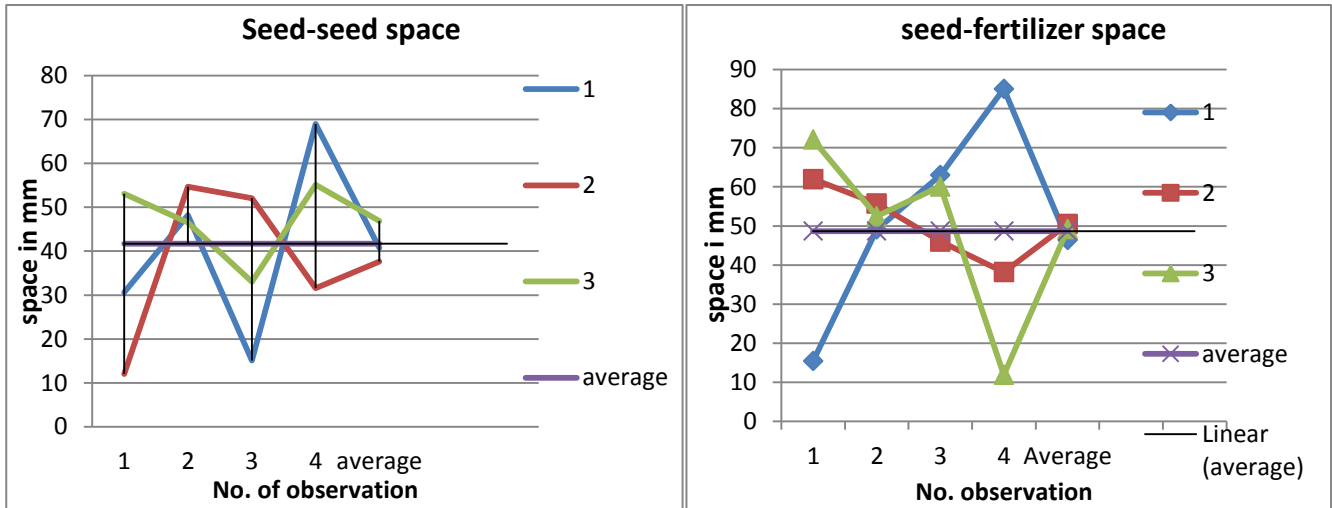 Seed-seed space
80
70
60
50
40
30
20
10
0
space in mm
1 2 3 4 average
No. of observation
1
2
3
average
seed-fertilizer space
90
80
70
60
50
40
30
20
10
0
space i mm
1 2 3 4 Average
No. observation
1
2
3
average
Linear
(average)